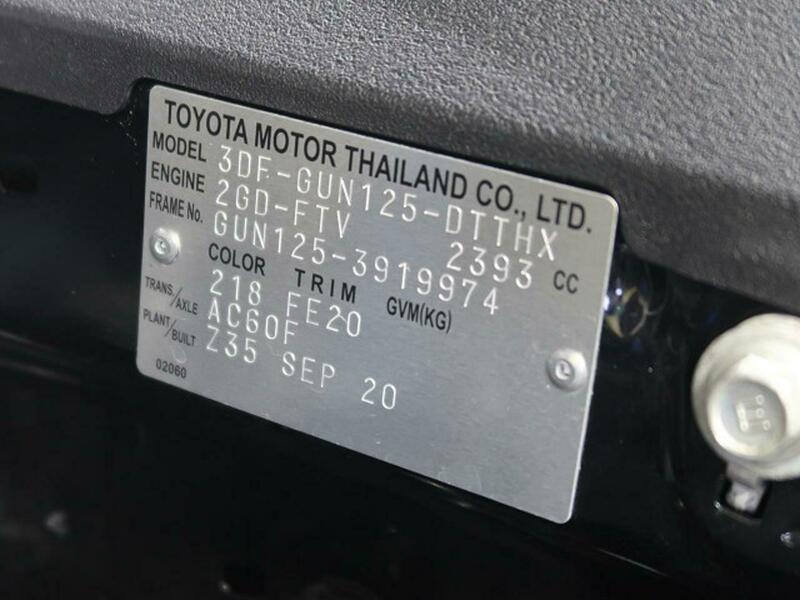 TOYOTA MOTOR THAILAND CO., LTD.
MODEL 3DF-GUN125-DTTHX
ENGINE 2GD-FTV 2393 CC
FRAME No. GUN125-3919974
COLOR TRIM GVM(KG)
218 FE20
TRANS./AXLE AC60F
PLANT/BUILT Z35 SEP 20
02060